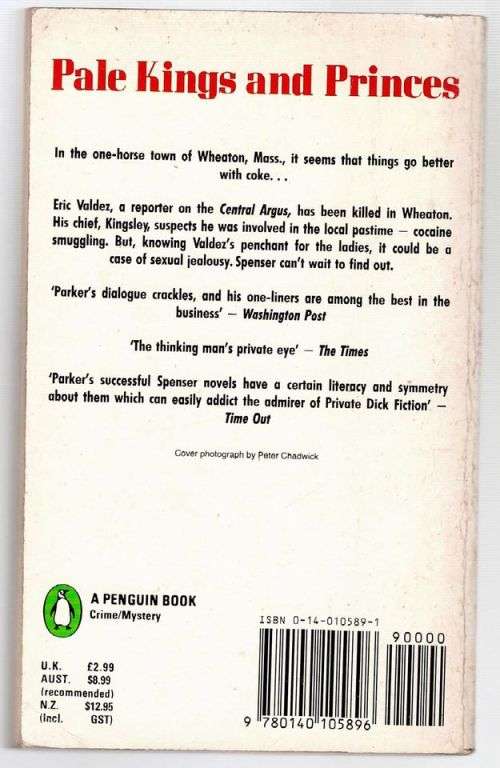 Pale Kings and Princes
In the one-horse town of Wheaton, Mass., it seems that things go better
with coke. . .
Eric Valdez, a reporter on the Central Argus, has been killed in Wheaton.
His chief, Kingsley, suspects he was involved in the local pastime – cocaine
smuggling. But, knowing Valdez's penchant for the ladies, it could be a
case of sexual jealousy. Spenser can't wait to find out.
'Parker's dialogue crackles, and his one-liners are among the best in the
business' – Washington Post
'The thinking man's private eye' – The Times
'Parker's successful Spenser novels have a certain literacy and symmetry
about them which can easily addict the admirer of Private Dick Fiction' –
Time Out
Cover photograph by Peter Chadwick
A PENGUIN BOOK
Crime/Mystery
U.K. £2.99
AUST. $8.99
(recommended)
N.Z. $12.95
(incl. GST)
ISBN 0-14-010589-1
90000
9 780140 105896